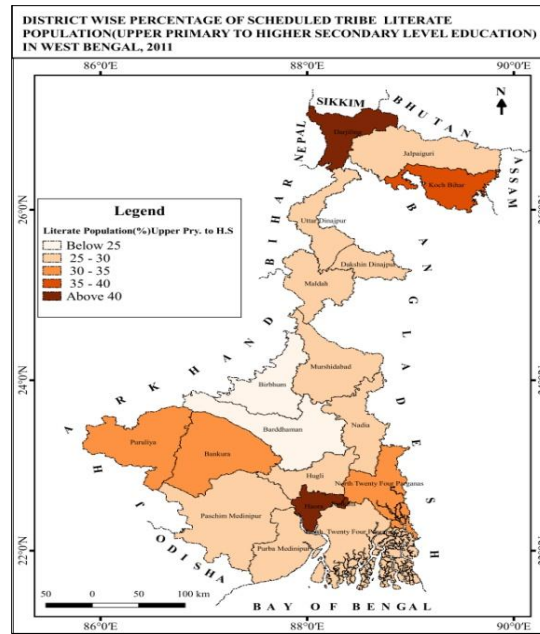 DISTRICT WISE PERCENTAGE OF SCHEDULED TRIBE LITERATE
POPULATION(UPPER PRIMARY TO HIGHER SECONDARY LEVEL EDUCATION)
IN WEST BENGAL, 2011
86°0'E 88°0'E 90°0'E
N
SIKKIM
BHUTAN
NEPAL
ASSAM
Darjiling
Jalpaiguri
Koch Bihar
26°0'N
BIHAR
BANGLADESH
Uttar Dinajpur
Dakshin Dinajpur
Maldah
Legend
Literate Population(%)Upper Pry. to H.S
Below 25
25 - 30
30 - 35
35 - 40
Above 40
JHARKHAND
Murshidabad
24°0'N
Birbhum
Barddhaman
Nadia
Puruliya
Bankura
Hugli
North Twenty Four Parganas
Paschim Medinipur
Purba Medinipur
22°0'N
ODISHA
50 0 50 100 km
BAY OF BENGAL
86°0'E 88°0'E 90°0'E